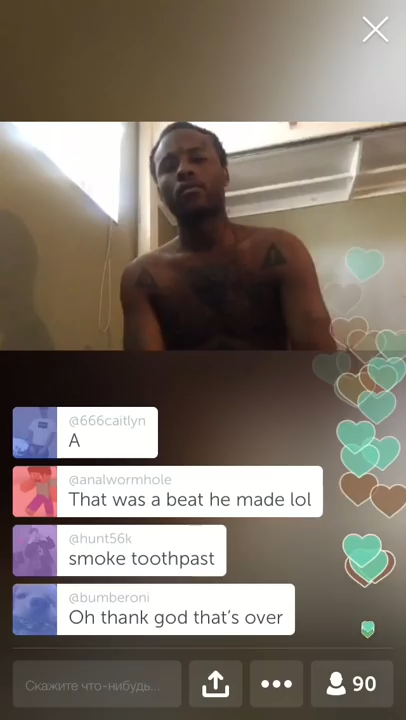 @666caitlyn
A
@analwormhole
That was a beat he made lol
@hunt56k
smoke toothpast
@bumberoni
Oh thank god that's over
Скажите что-нибудь...
90